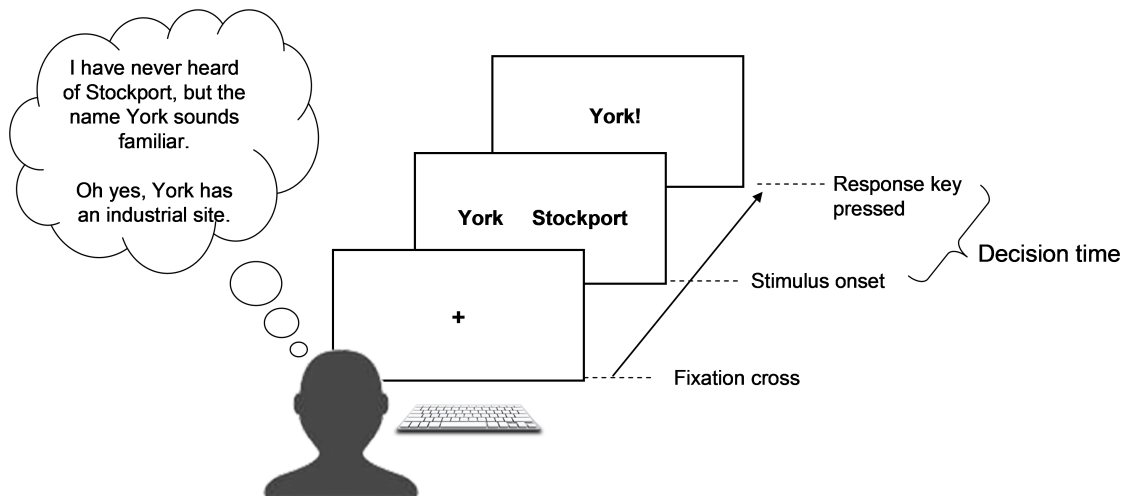 I have never heard
of Stockport, but the
name York sounds
familiar.
Oh yes, York has
an industrial site.
York!
York Stockport
+
Response key
pressed
Decision time
Stimulus onset
Fixation cross